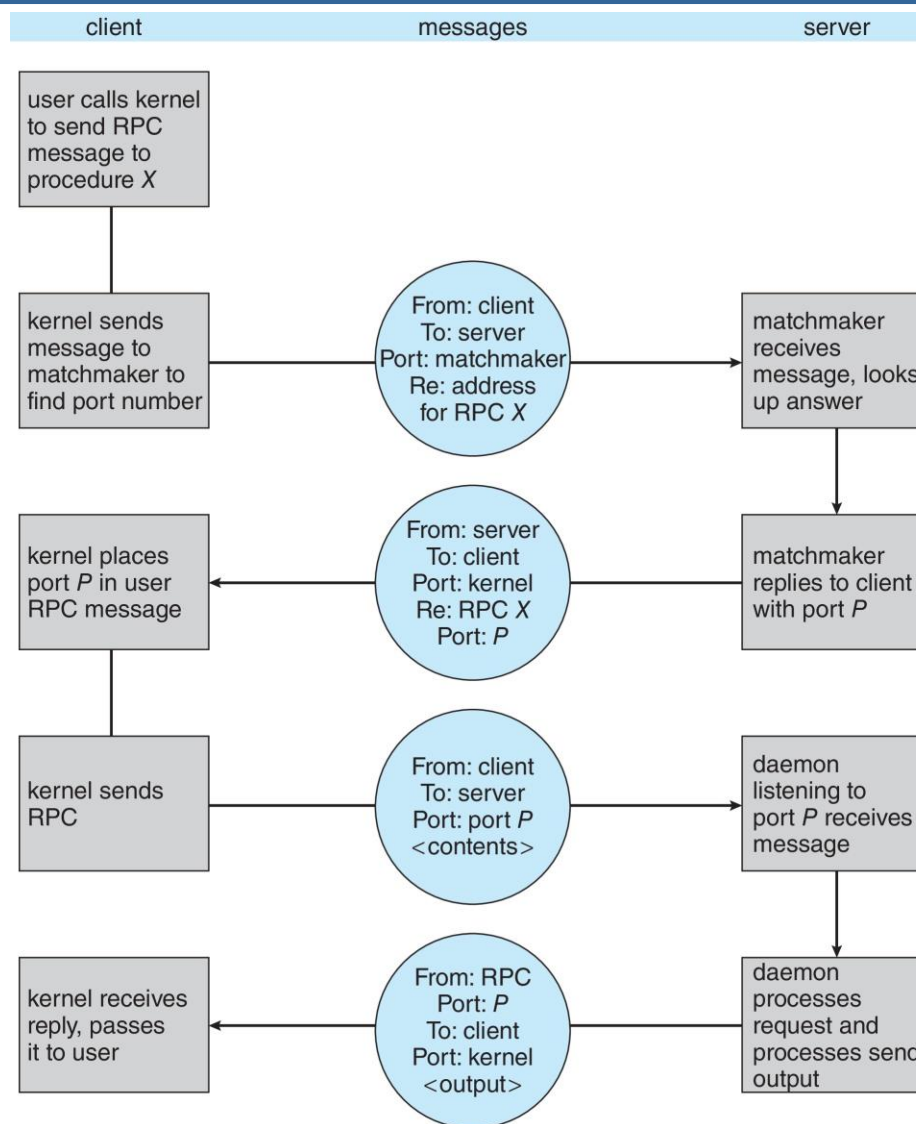 client
messages
server
user calls kernel
to send RPC
message to
procedure X
kernel sends
message to
matchmaker to
find port number
From: client
To: server
Port: matchmaker
Re: address
for RPC X
matchmaker
receives
message, looks
up answer
kernel places
port P in user
RPC message
From: server
To: client
Port: kernel
Re: RPC X
Port: P
matchmaker
replies to client
with port P
kernel sends
RPC
From: client
To: server
Port: port P
<contents>
daemon
listening to
port P receives
message
kernel receives
reply, passes
it to user
From: RPC
Port: P
To: client
Port: kernel
<output>
daemon
processes
request and
processes send
output